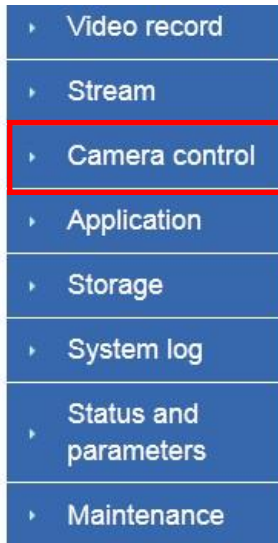 Video record
Stream
Camera control
Application
Storage
System log
Status and
parameters
Maintenance